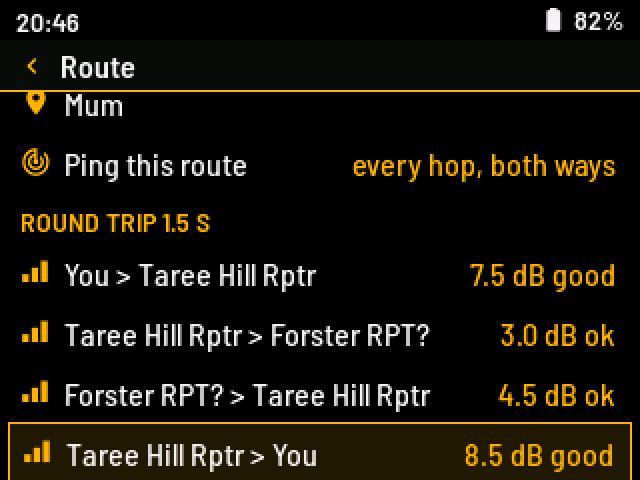 20:46 82%
Route
Mum
Ping this route every hop, both ways
ROUND TRIP 1.5 S
You > Taree Hill Rptr 7.5 dB good
Taree Hill Rptr > Forster RPT? 3.0 dB ok
Forster RPT? > Taree Hill Rptr 4.5 dB ok
Taree Hill Rptr > You 8.5 dB good